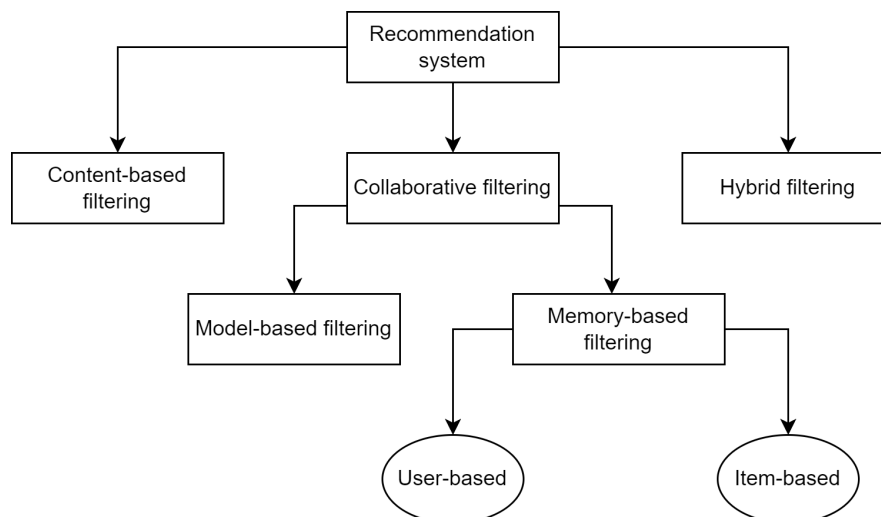 Recommendation
system
Content-based
filtering
Collaborative filtering
Hybrid filtering
Model-based filtering
Memory-based
filtering
User-based
Item-based